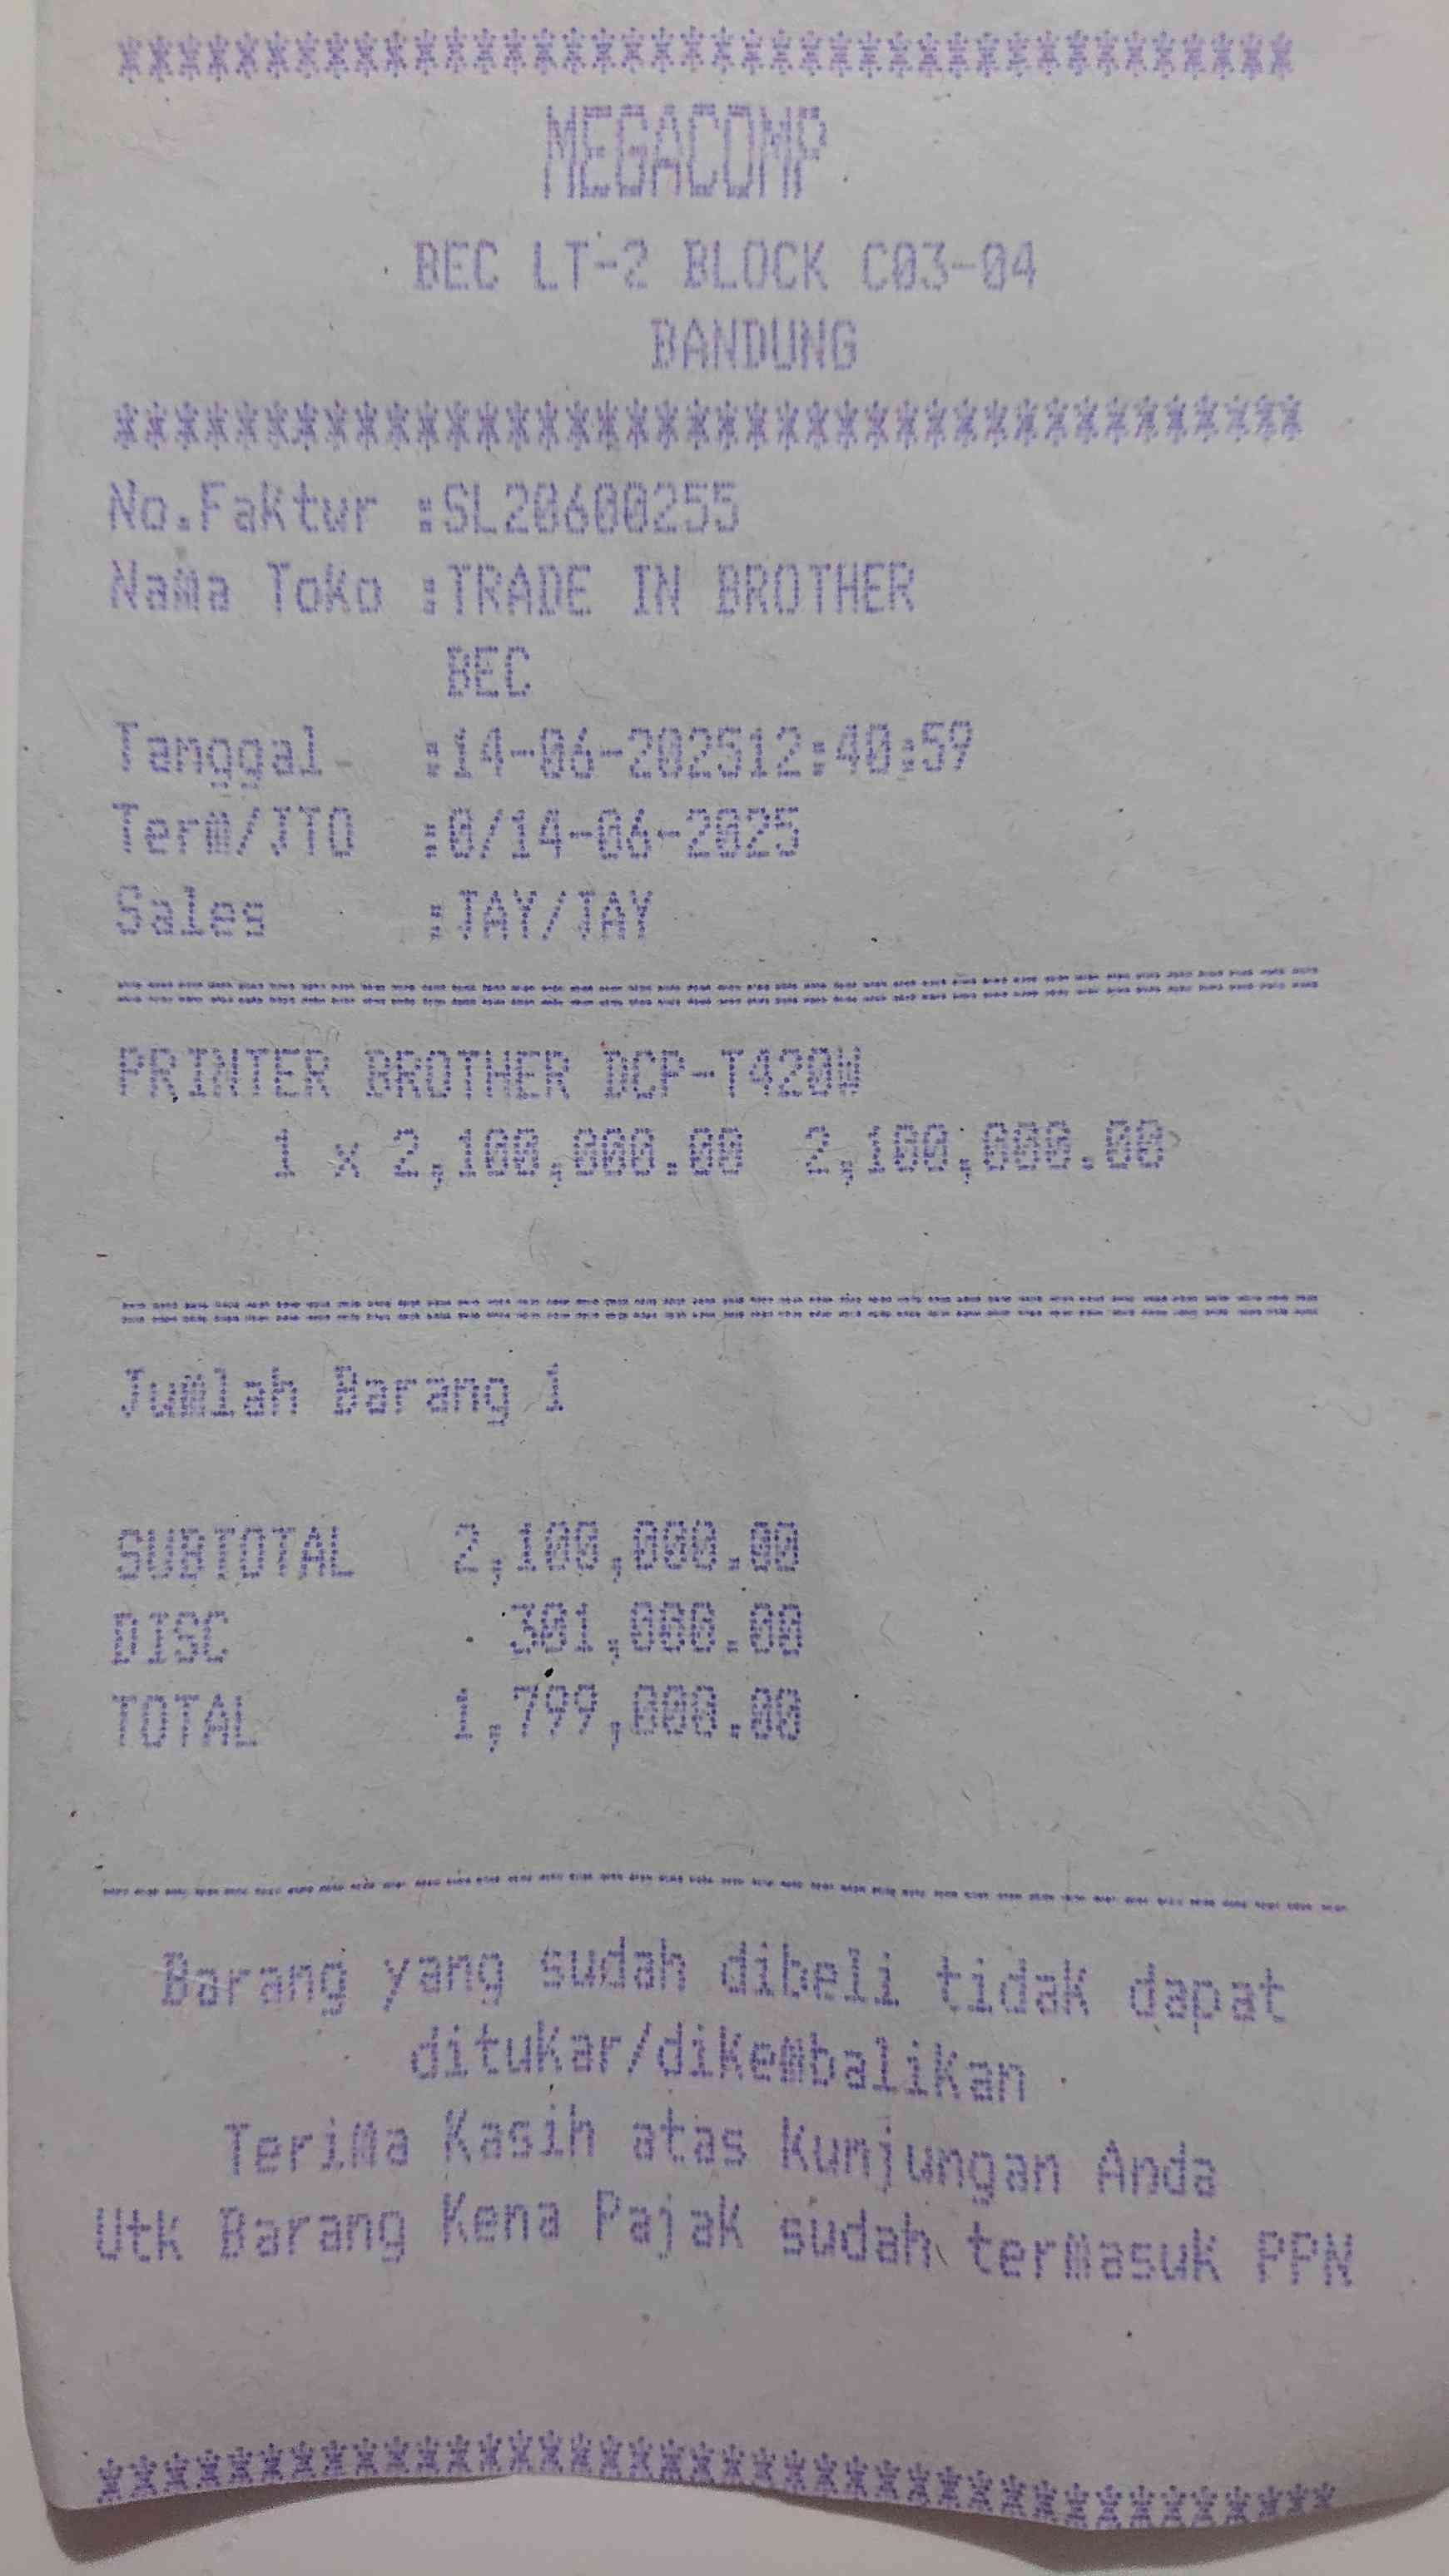 ****************************************
MEGACOMP
BEC LT-2 BLOCK C03-04
BANDUNG
****************************************
No.Faktur :SL20600255
Nama Toko :TRADE IN BROTHER
BEC
Tanggal :14-06-202512:40:59
Term/JTO :0/14-06-2025
Sales :TAY/TAY
========================================
PRINTER BROTHER DCP-T420W
1 x 2,100,000.00 2,100,000.00
========================================
Jumlah Barang 1
SUBTOTAL 2,100,000.00
DISC 301,000.00
TOTAL 1,799,000.00
-----------------------------------------
Barang yang sudah dibeli tidak dapat
ditukar/dikembalikan
Terima Kasih atas Kunjungan Anda
Utk Barang Kena Pajak sudah termasuk PPN
****************************************